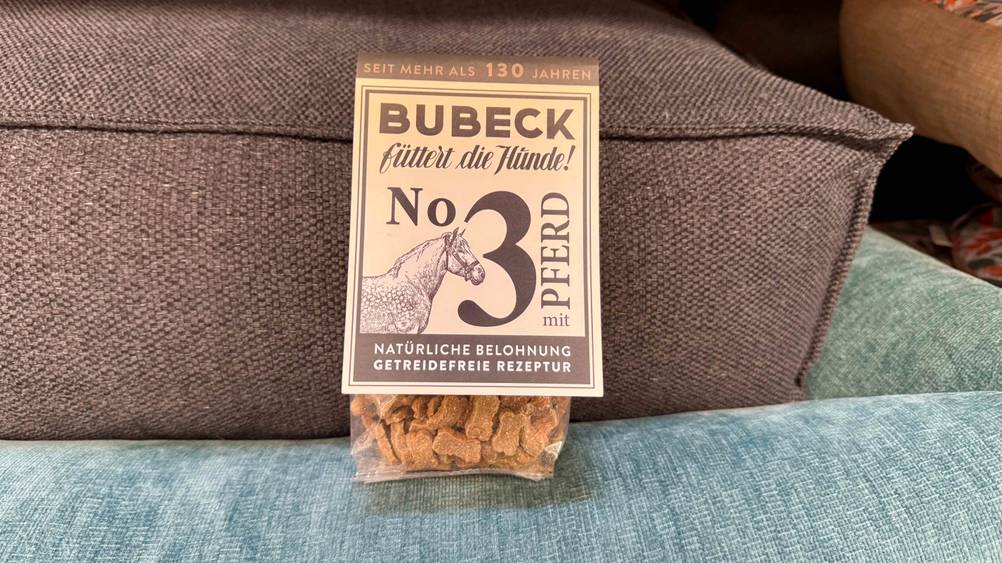 SEIT MEHR ALS 130 JAHREN
BUBECK
füttert die Hunde!
No 3
mit PFERD
NATÜRLICHE BELOHNUNG
GETREIDEFREIE REZEPTUR